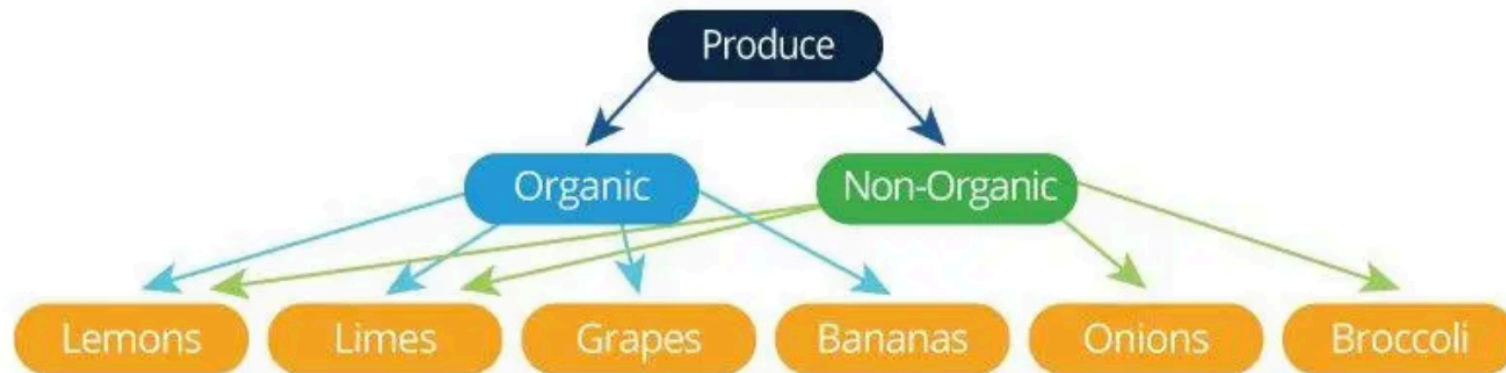 Produce
Organic
Non-Organic
Lemons
Limes
Grapes
Bananas
Onions
Broccoli